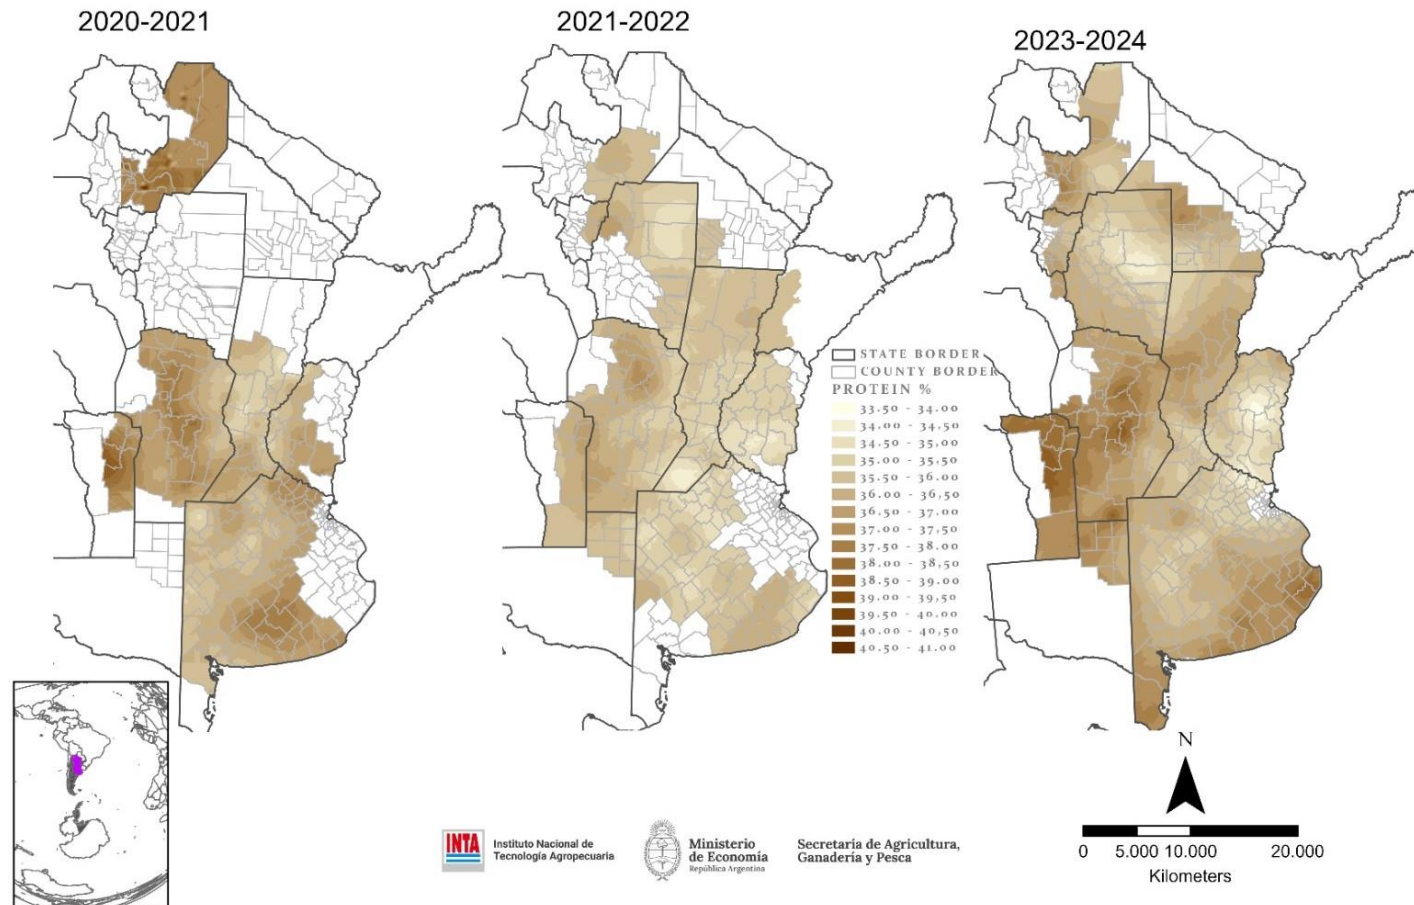 2020-2021
2021-2022
2023-2024
STATE BORDER
COUNTY BORDER
PROTEIN %
33.50 - 34.00
34.00 - 34,50
34.50 - 35,00
35.00 - 35,50
35.50 - 36.00
36.00 - 36,50
36.50 - 37.00
37.00 - 37,50
37.50 - 38.00
38.00 - 38,50
38.50 - 39.00
39.00 - 39,50
39.50 - 40.00
40.00 - 40,50
40.50 - 41.00
N
0 5.000 10.000 20.000
Kilometers
INTA
Instituto Nacional de
Tecnología Agropecuaria
Ministerio
de Economía
República Argentina
Secretaría de Agricultura,
Ganadería y Pesca